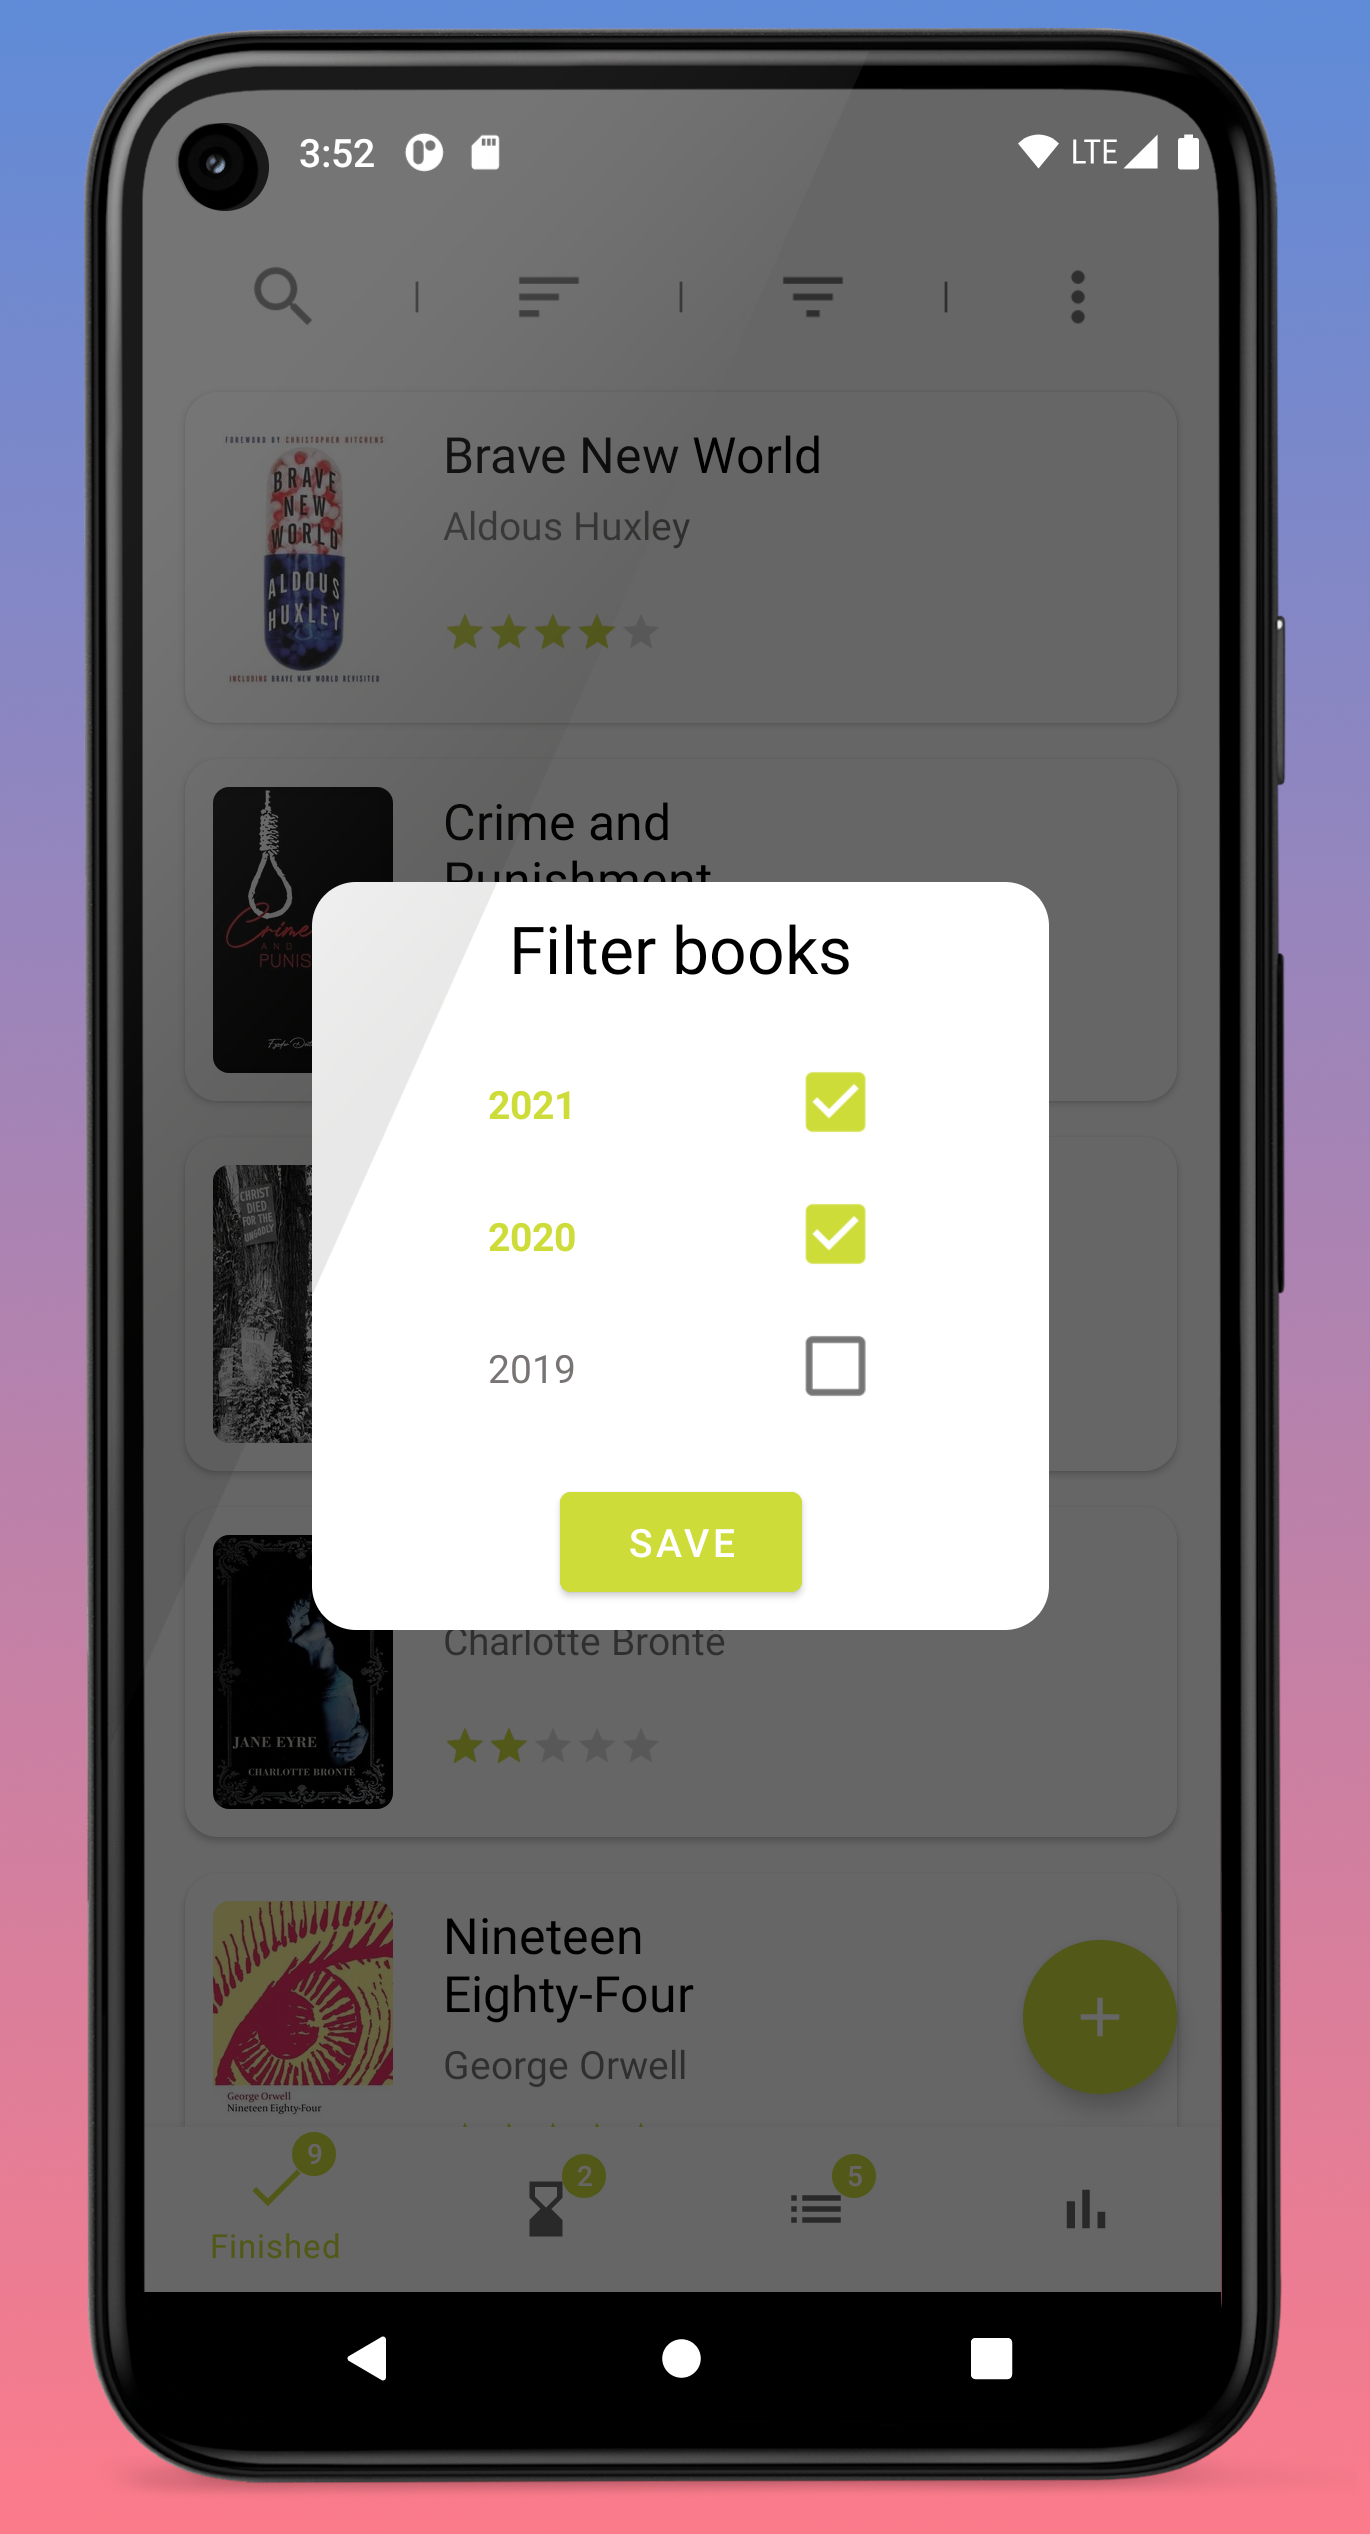 3:52
LTE
FOREWORD BY CHRISTOPHER HITCHENS
BRAVE
NEW
WORLD
ALDOUS
HUXLEY
INCLUDING BRAVE NEW WORLD REVISITED
Brave New World
Aldous Huxley
Crime and
Punishment
Crime
AND
PUNIS
Filter books
2021
2020
2019
SAVE
CHRIST
DIED
FOR THE
UNGODLY
Charlotte Brontë
JANE EYRE
CHARLOTTE BRONTË
Nineteen
Eighty-Four
George Orwell
George Orwell
Nineteen Eighty-Four
+
9
2
5
Finished